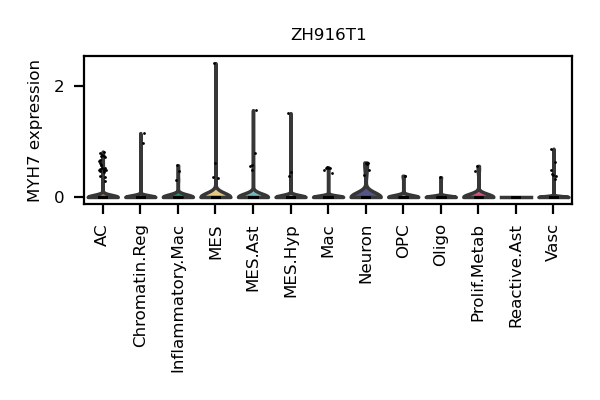 ZH916T1
MYH7 expression
2
0
AC
Chromatin.Reg
Inflammatory.Mac
MES
MES.Ast
MES.Hyp
Mac
Neuron
OPC
Oligo
Prolif.Metab
Reactive.Ast
Vasc